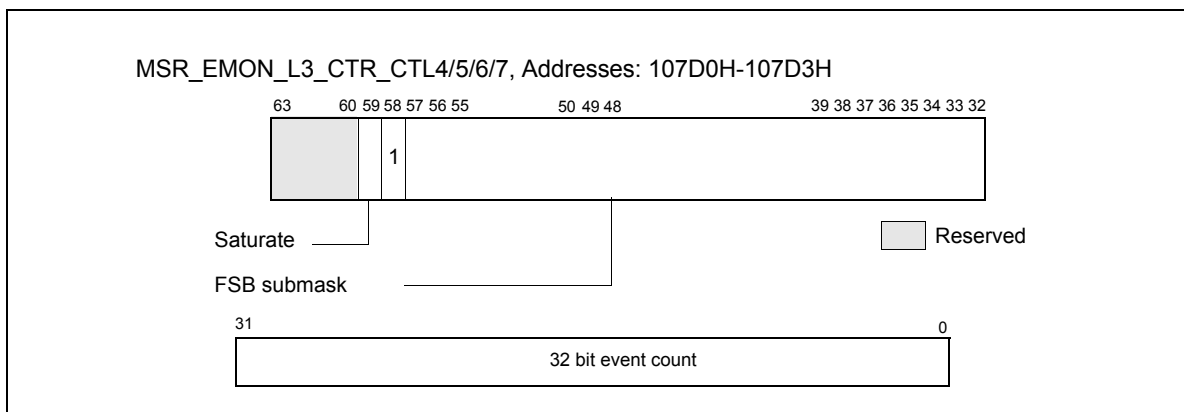 MSR_EMON_L3_CTR_CTL4/5/6/7, Addresses: 107D0H-107D3H
63 60 59 58 57 56 55 50 49 48 39 38 37 36 35 34 33 32
1
Saturate
Reserved
FSB submask
31 0
32 bit event count